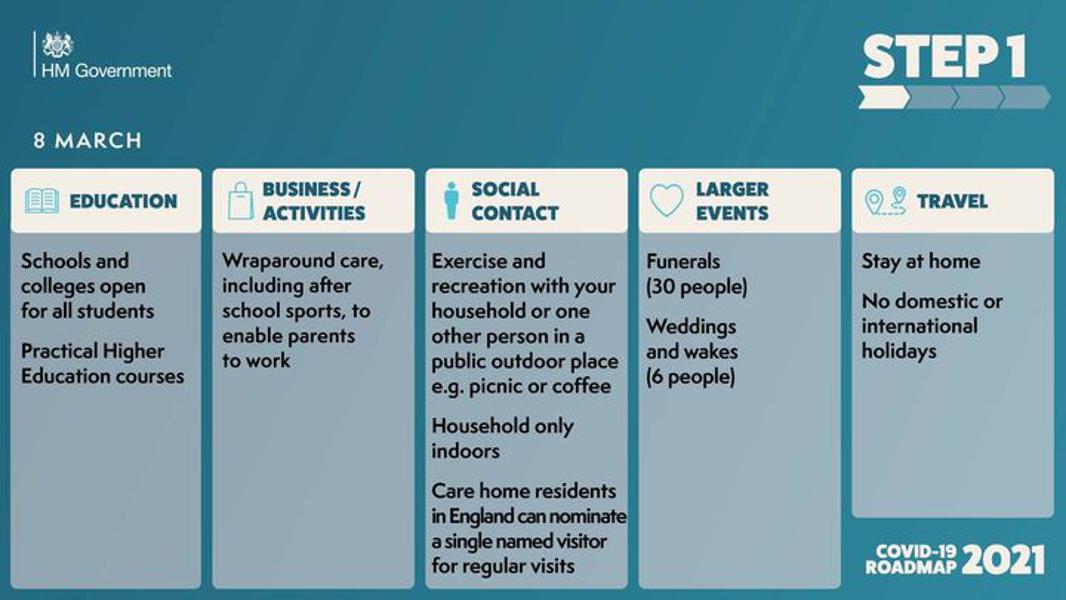 HM Government
STEP 1
8 MARCH
EDUCATION
Schools and
colleges open
for all students
Practical Higher
Education courses
BUSINESS/
ACTIVITIES
Wraparound care,
including after
school sports, to
enable parents
to work
SOCIAL
CONTACT
Exercise and
recreation with your
household or one
other person in a
public outdoor place
e.g. picnic or coffee
Household only
indoors
Care home residents
in England can nominate
a single named visitor
for regular visits
LARGER
EVENTS
Funerals
(30 people)
Weddings
and wakes
(6 people)
TRAVEL
Stay at home
No domestic or
international
holidays
COVID-19
ROADMAP 2021